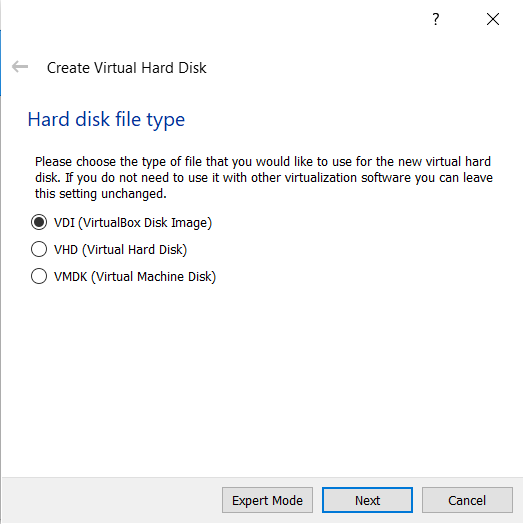 ?
Create Virtual Hard Disk
Hard disk file type
Please choose the type of file that you would like to use for the new virtual hard
disk. If you do not need to use it with other virtualization software you can leave
this setting unchanged.
VDI (VirtualBox Disk Image)
VHD (Virtual Hard Disk)
VMDK (Virtual Machine Disk)
Expert Mode Next Cancel